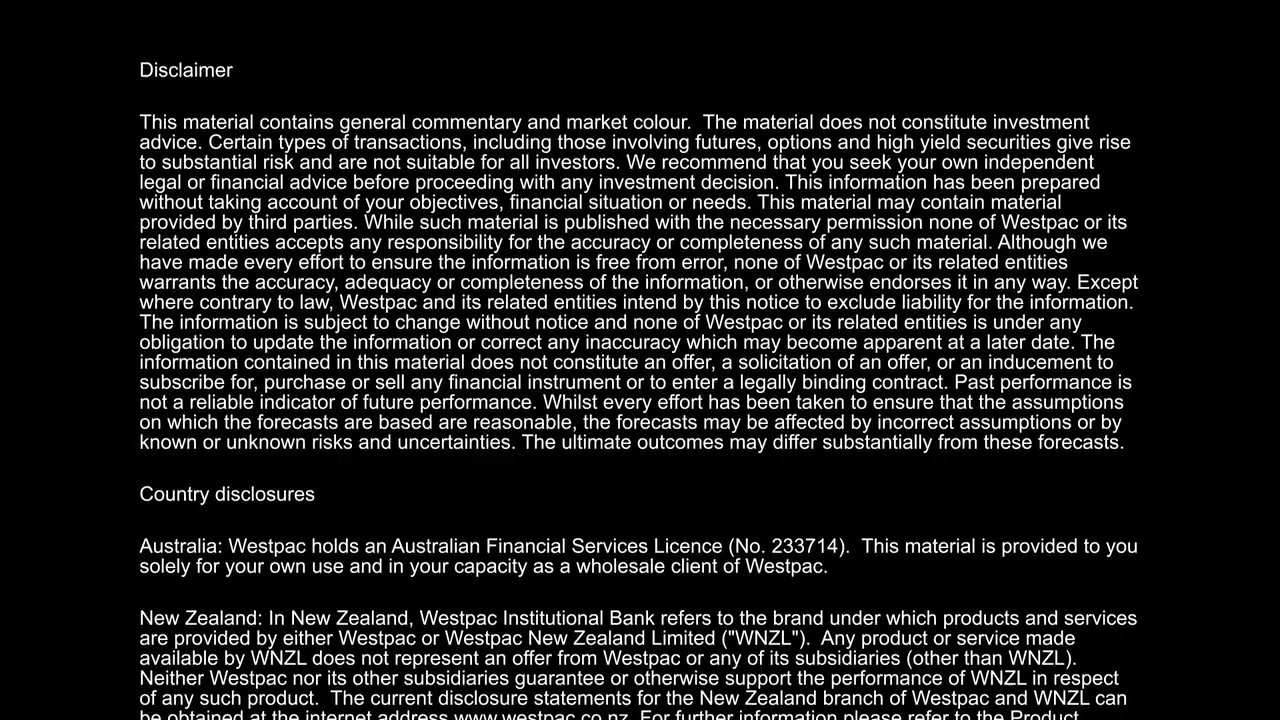 Disclaimer
This material contains general commentary and market colour.  The material does not constitute investment
advice. Certain types of transactions, including those involving futures, options and high yield securities give rise
to substantial risk and are not suitable for all investors. We recommend that you seek your own independent
legal or financial advice before proceeding with any investment decision. This information has been prepared
without taking account of your objectives, financial situation or needs. This material may contain material
provided by third parties. While such material is published with the necessary permission none of Westpac or its
related entities accepts any responsibility for the accuracy or completeness of any such material. Although we
have made every effort to ensure the information is free from error, none of Westpac or its related entities
warrants the accuracy, adequacy or completeness of the information, or otherwise endorses it in any way. Except
where contrary to law, Westpac and its related entities intend by this notice to exclude liability for the information.
The information is subject to change without notice and none of Westpac or its related entities is under any
obligation to update the information or correct any inaccuracy which may become apparent at a later date. The
information contained in this material does not constitute an offer, a solicitation of an offer, or an inducement to
subscribe for, purchase or sell any financial instrument or to enter a legally binding contract. Past performance is
not a reliable indicator of future performance. Whilst every effort has been taken to ensure that the assumptions
on which the forecasts are based are reasonable, the forecasts may be affected by incorrect assumptions or by
known or unknown risks and uncertainties. The ultimate outcomes may differ substantially from these forecasts.
Country disclosures
Australia: Westpac holds an Australian Financial Services Licence (No. 233714).  This material is provided to you
solely for your own use and in your capacity as a wholesale client of Westpac.
New Zealand: In New Zealand, Westpac Institutional Bank refers to the brand under which products and services
are provided by either Westpac or Westpac New Zealand Limited ("WNZL").  Any product or service made
available by WNZL does not represent an offer from Westpac or any of its subsidiaries (other than WNZL).
Neither Westpac nor its other subsidiaries guarantee or otherwise support the performance of WNZL in respect
of any such product.  The current disclosure statements for the New Zealand branch of Westpac and WNZL can
be obtained at the internet address www.westpac.co.nz. For further information please refer to the Product